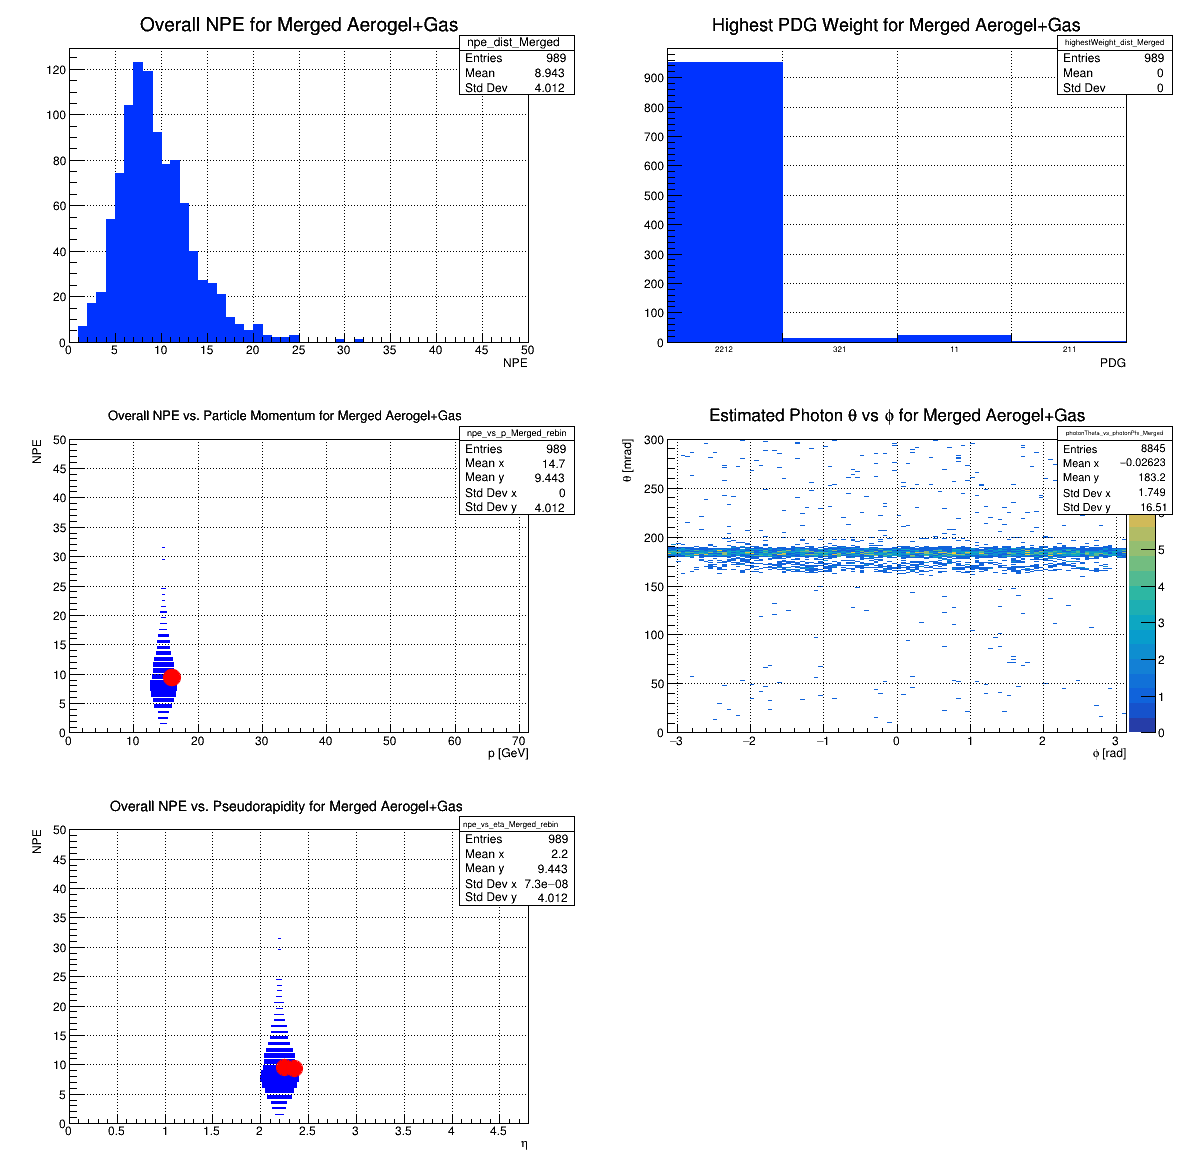 Overall NPE for Merged Aerogel+Gas
npe_dist_Merged
Entries 989
Mean 8.943
Std Dev 4.012
120
100
80
60
40
20
0
0 5 10 15 20 25 30 35 40 45 50
NPE
Highest PDG Weight for Merged Aerogel+Gas
highestWeight_dist_Merged
Entries 989
Mean 0
Std Dev 0
900
800
700
600
500
400
300
200
100
0
2212 321 11 211
PDG
Overall NPE vs. Particle Momentum for Merged Aerogel+Gas
npe_vs_p_Merged_rebin
Entries 989
Mean x 14.7
Mean y 9.443
Std Dev x 0
Std Dev y 4.012
NPE
50
45
40
35
30
25
20
15
10
5
0
0 10 20 30 40 50 60 70
p [GeV]
Estimated Photon θ vs ϕ for Merged Aerogel+Gas
photonTheta_vs_photonPhi_Merged
Entries 8845
Mean x −0.02623
Mean y 183.2
Std Dev x 1.749
Std Dev y 16.51
θ [mrad]
300
250
200
150
100
50
0
−3 −2 −1 0 1 2 3
ϕ [rad]
5
4
3
2
1
0
Overall NPE vs. Pseudorapidity for Merged Aerogel+Gas
npe_vs_eta_Merged_rebin
Entries 989
Mean x 2.2
Mean y 9.443
Std Dev x 7.3e−08
Std Dev y 4.012
NPE
50
45
40
35
30
25
20
15
10
5
0
0 0.5 1 1.5 2 2.5 3 3.5 4 4.5
η